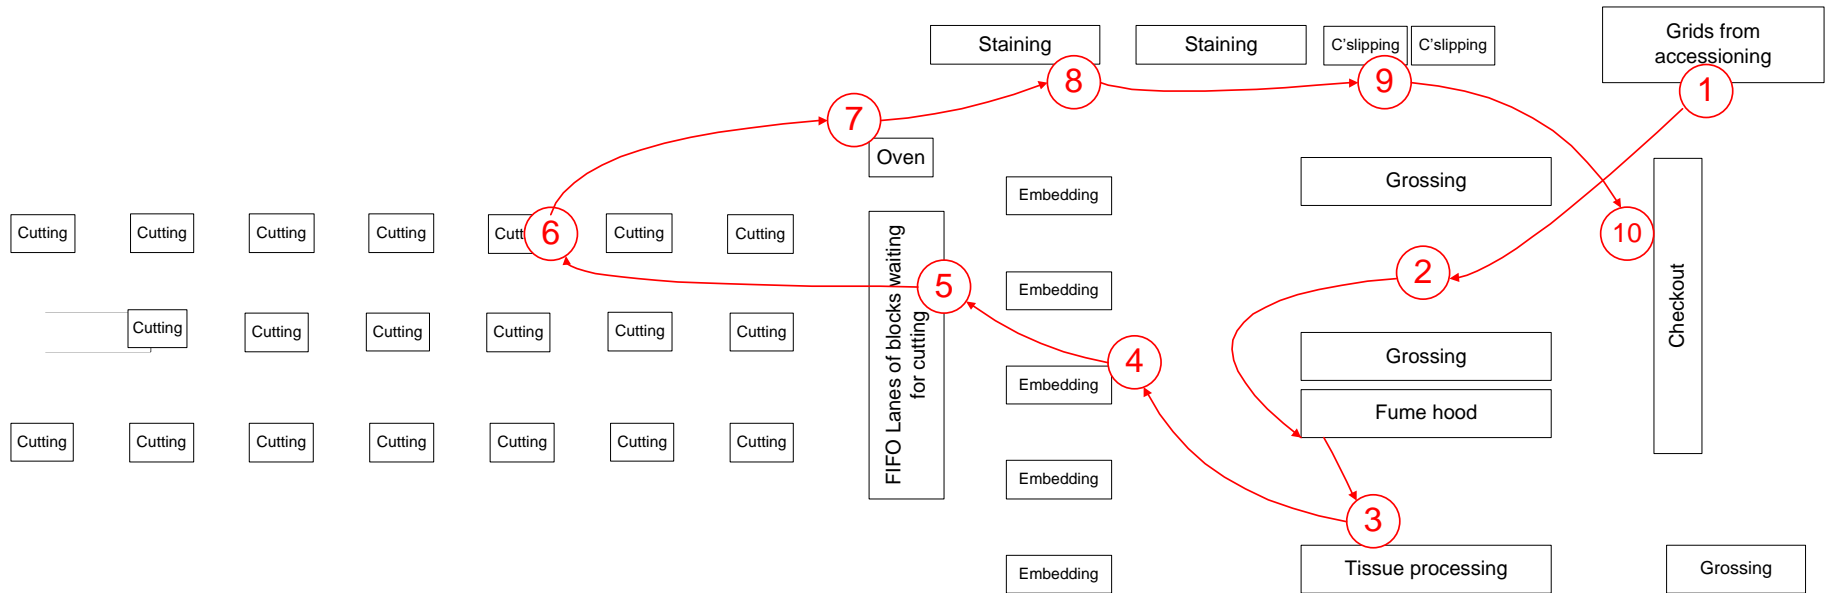 Staining
Staining
C'slipping
C'slipping
Grids from
accessioning
8
9
1
7
Oven
Embedding
Grossing
Cutting
Cutting
Cutting
Cutting
Cutt
6
Cutting
Cutting
10
2
5
Embedding
FIFO Lanes of blocks waiting
for cutting
Checkout
Cutting
Cutting
Cutting
Cutting
Cutting
Cutting
4
Grossing
Embedding
Fume hood
Cutting
Cutting
Cutting
Cutting
Cutting
Cutting
Cutting
Embedding
3
Embedding
Tissue processing
Grossing